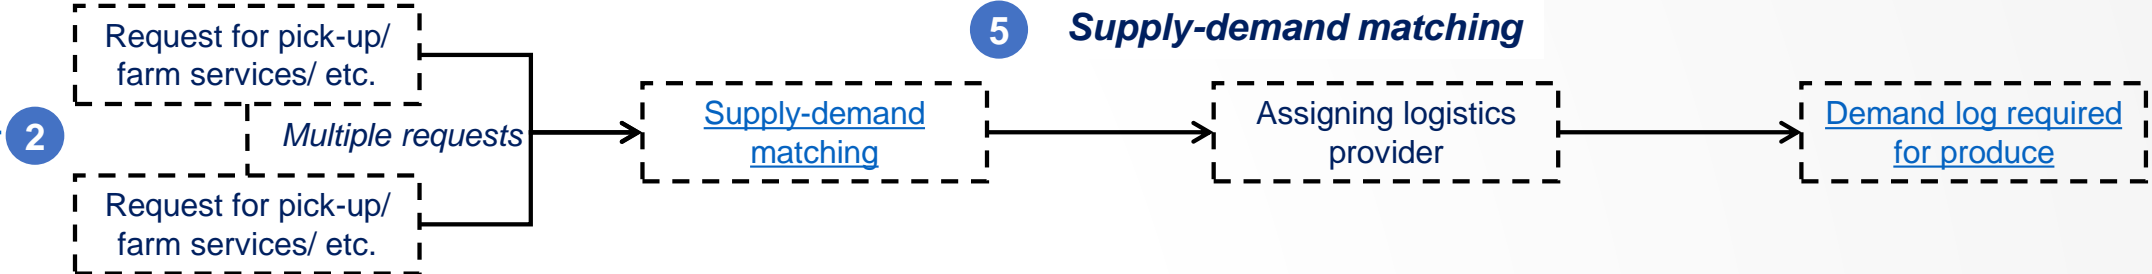 5
Supply-demand matching
Request for pick-up/
farm services/ etc.
2
Multiple requests
Request for pick-up/
farm services/ etc.
Supply-demand
matching
Assigning logistics
provider
Demand log required
for produce